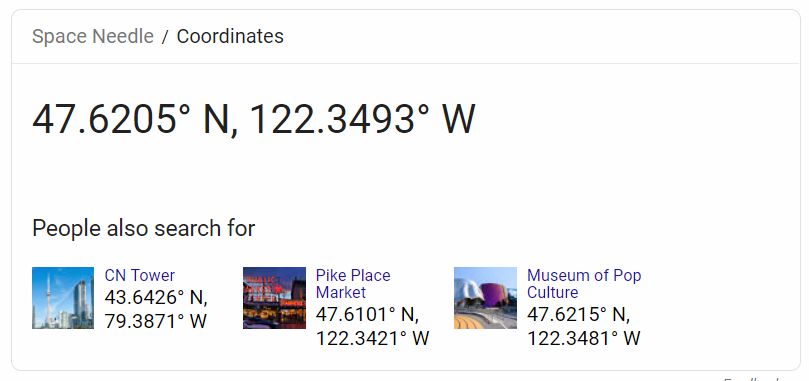 Space Needle / Coordinates
47.6205° N, 122.3493° W
People also search for
CN Tower
43.6426° N,
79.3871° W
Pike Place
Market
47.6101° N,
122.3421° W
Museum of Pop
Culture
47.6215° N,
122.3481° W